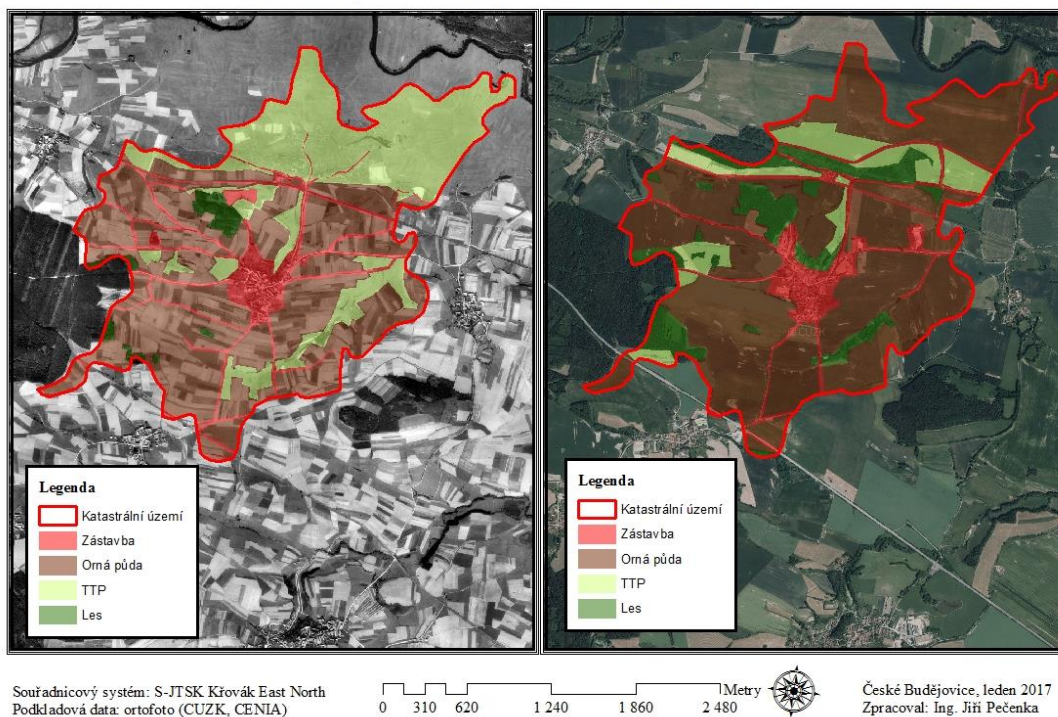 Legenda
Katastrální území
Zástavba
Orná půda
TTP
Les
Legenda
Katastrální území
Zástavba
Orná půda
TTP
Les
Souřadnicový systém: S-JTSK Křovák East North
Podkladová data: ortofoto (CUZK, CENIA)
Metry
0 310 620 1 240 1 860 2 480
České Budějovice, leden 2017
Zpracoval: Ing. Jiří Pečenka